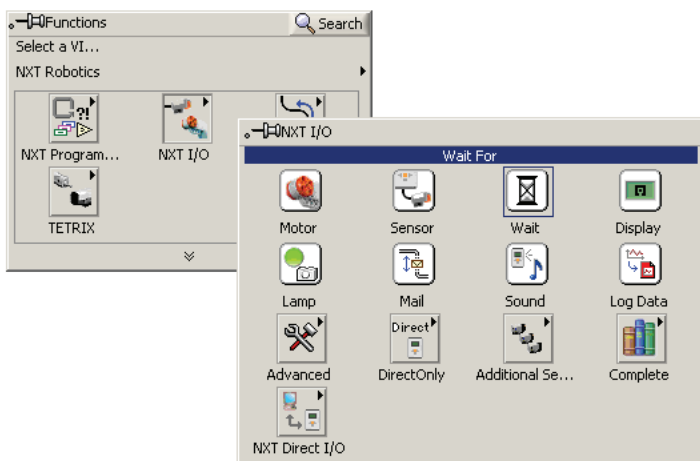 Functions
Search
Select a VI...
NXT Robotics
?!
NXT Program...
NXT I/O
TETRIX
NXT I/O
Wait For
Motor
Sensor
Wait
Display
Lamp
Mail
Sound
Log Data
Direct
Advanced
DirectOnly
Additional Se...
Complete
NXT Direct I/O